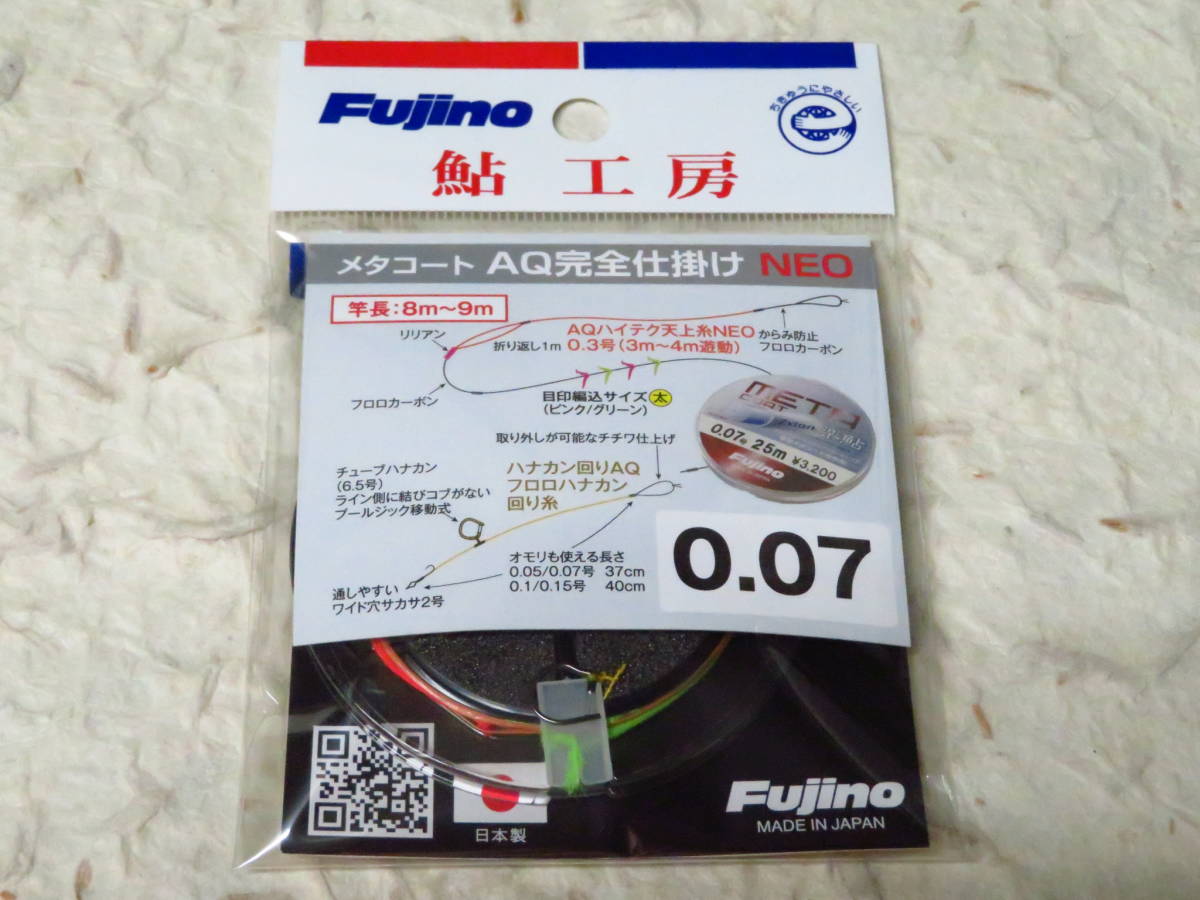 Fujino
ちきゅうにやさしい
鮎工房
メタコート AQ完全仕掛け NEO
竿長:8m～9m
リリアン
折り返し1m
AQハイテク天上糸NEO
0.3号(3m～4m遊動)
からみ防止
フロロカーボン
フロロカーボン
目印編込サイズ 太
(ピンク/グリーン)
META
COAT
0.07号 25m ¥3,200
Fujino
取り外しが可能なチチワ仕上げ
チューブハナカン
(6.5号)
ライン側に結びコブがない
プールジック移動式
ハナカン回りAQ
フロロハナカン
回り糸
オモリも使える長さ
0.05/0.07号 37cm
0.1/0.15号 40cm
通しやすい
ワイド穴サカサ2号
0.07
日本製
Fujino
MADE IN JAPAN